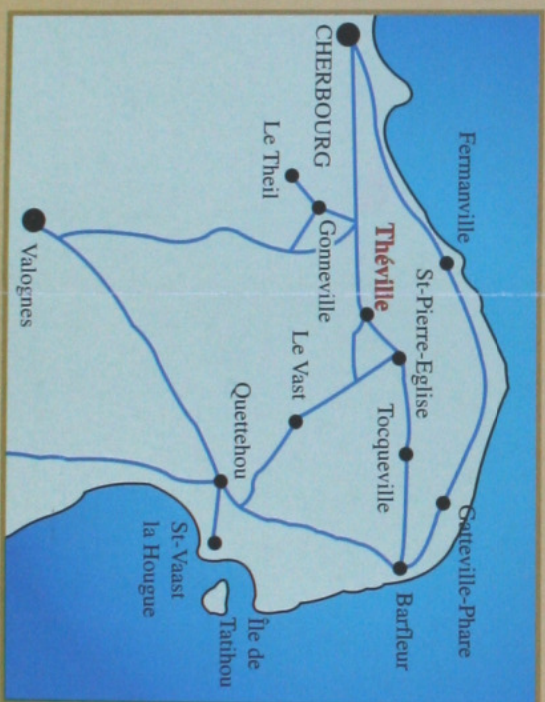 Fermanville
CHERBOURG
St-Pierre-Eglise
Gatteville-Phare
Théville
Tocqueville
Barfleur
Le Theil
Gonneville
Le Vast
Quettehou
Île de
Tatihou
St-Vaast
la Hougue
Valognes